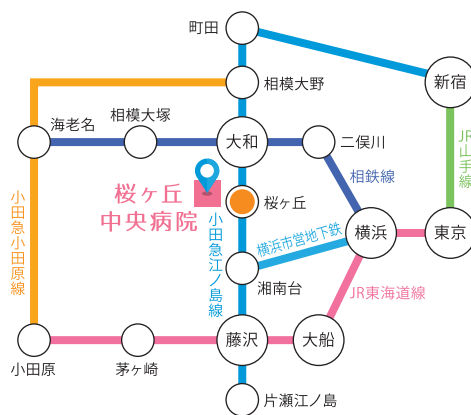 町田
新宿
相模大野
海老名
相模大塚
大和
二俣川
JR山手線
相鉄線
桜ヶ丘
中央病院
桜ヶ丘
小田急小田原線
小田急江ノ島線
横浜市営地下鉄
横浜
東京
湘南台
JR東海道線
小田原
茅ヶ崎
藤沢
大船
片瀬江ノ島